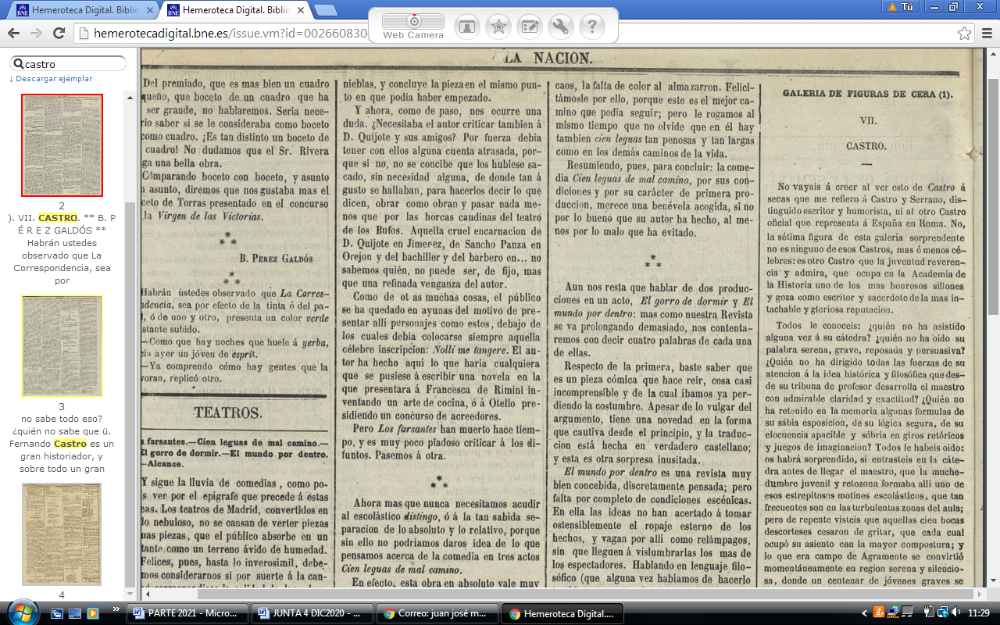 Hemeroteca Digital. Biblio
Hemeroteca Digital. Biblio
Tú
hemerotecadigital.bne.es/issue.vm?id=002660830
Web Camera
castro
↓ Descargar ejemplar
2
). VII. CASTRO. ** B. P
É R E Z GALDÓS **
Habrán ustedes
observado que La
Correspondencia, sea
por
3
no sabe todo eso?
¿quién no sabe que ü.
Fernando Castro es un
gran historiador, y
sobre todo un gran
4
LA NACION.
Del premiado, que es mas bien un cuadro
queño, que boceto de un cuadro que ha
ser grande, no hablaremos. Seria nece-
rio saber si se le consideraba como boceto
como cuadro. ¡Es tan distinto un boceto de
cuadro! No dudamos que el Sr. Rivera
ga una bella obra.
Comparando boceto con boceto, y asunto
n asunto, diremos que nos gustaba mas el
ceto de Torras presentado en el concurso
la Vírgen de las Victorias.
***
B. PEREZ GALDÓS
***
Habrán ustedes observado que La Corres-
ndencia, sea por efecto de la tinta ó del pa-
l, ó de uno y otro, presenta un color verde
stante subido.
—Como que hay noches que huele á yerba,
cia ayer un jóven de esprit.
—Ya comprendo cómo hay gentes que la
voran, replicó otro.
TEATROS.
s farsantes.—Cien leguas de mal camino.—
El gorro de dormir.—El mundo por dentro.
—Alcance.
Y sigue la lluvia de comedias, como po-
s ver por el epígrafe que precede á estas
eas. Los teatros de Madrid, convertidos en
lo nebuloso, no se cansan de verter piezas
mas piezas, que el público absorbe en un
tante como un terreno ávido de humedad.
Felices, pues, hasta lo inverosimil, debe-
mos considerarnos si por suerte á la can-
nieblas, y concluye la pieza en el mismo pun-
to en que podia haber empezado.
Y ahora, como de paso, nos ocurre una
duda. ¿Necesitaba el autor criticar tambien á
D. Quijote y sus amigos? Por fuerza debia
tener con ellos alguna cuenta atrasada, por-
que si no, no se concibe que los hubiese sa-
cado, sin necesidad alguna, de donde tan á
gusto se hallaban, para hacerlos decir lo que
dicen, obrar como obran y pasar nada me-
nos que por las horcas caudinas del teatro
de los Bufos. Aquella cruel encarnacion de
D. Quijote en Jimerez, de Sancho Panza en
Orejon y del bachiller y del barbero en... no
sabemos quién, no puede ser, de fijo, mas
que una refinada venganza del autor.
Como de ot as muchas cosas, el público
se ha quedado en ayunas del motivo de pre-
sentar allí personajes como estos, debajo de
los cuales debia colocarse siempre aquella
célebre inscripcion: Nolli me tangere. El au-
tor ha hecho aquí lo que haria cualquiera
que se pusiese á escribir una novela en la
que presentara á Francesca de Rimini in-
ventando un arte de cocina, ó á Otello pre-
sidiendo un concurso de acreedores.
Pero Los farsantes han muerto hace tiem-
po, y es muy poco piadoso criticar á los di-
funtos. Pasemos á otra.
***
Ahora mas que nunca necesitamos acudir
al escolástico distingo, ó á la tan sabida se-
paracion de lo absoluto y lo relativo, porque
sin ello no podríamos daros idea de lo que
pensamos acerca de la comedia en tres actos
Cien leguas de mal camino.
En efecto, esta obra en absoluto vale muy
caos, la falta de color al almazarron. Felici-
támosle por ello, porque este es el mejor ca-
mino que podia seguir; pero le rogamos al
mismo tiempo que no olvide que en él hay
tambien cien leguas tan penosas y tan largas
como en los demás caminos de la vida.
Resumiendo, pues, para concluir: la come-
dia Cien leguas de mal camino, por sus con-
diciones y por su carácter de primera pro-
duccion, merece una benévola acogida, si no
por lo bueno que su autor ha hecho, al me-
nos por lo malo que ha evitado.
***
Aun nos resta que hablar de dos produc-
ciones en un acto, El gorro de dormir y El
mundo por dentro: mas como nuestra Revista
se va prolongando demasiado, nos contenta-
remos con decir cuatro palabras de cada una
de ellas.
Respecto de la primera, baste saber que
es un pieza cómica que hace reir, cosa casi
incomprensible y de la cual íbamos ya per-
diendo la costumbre. Apesar de lo vulgar del
argumento, tiene una novedad en la forma
que cautiva desde el principio, y la traduc-
cion está hecha en verdadero castellano;
y esta es otra sorpresa inusitada.
El mundo por dentro es una revista muy
bien concebida, discretamente pensada; pero
falta por completo de condiciones escénicas.
En ella las ideas no han acertado á tomar
ostensiblemente el ropaje esterno de los
hechos, y vagan por allí como relámpagos,
sin que lleguen á vislumbrarlas los mas de
los espectadores. Hablando en lenguaje filo-
sófico (que alguna vez habíamos de hacerlo
GALERIA DE FIGURAS DE CERA (1).
VII.
CASTRO.
No vayais á creer al ver esto de Castro á
secas que me refiero á Castro y Serrano, dis-
tinguido escritor y humorista, ni al otro Castro
oficial que representa á España en Roma. No,
la sétima figura de esta galeria sorprendente
no es ninguno de esos Castros, mas ó menos cé-
lebres: es otro Castro que la juventud reveren-
cia y admira, que ocupa en la Academia de
la Historia uno de los mas honrosos sillones
y goza como escritor y sacerdote de la mas in-
tachable y gloriosa reputacion.
Todos le conoceis: ¿quién no ha asistido
alguna vez á su cátedra? ¿quién no ha oido su
palabra serena, grave, reposada y persuasiva?
¿Quién no ha dirigido todas las fuerzas de su
atencion á la idea histórica y filosófica que des-
de su tribuna de profesor desarrolla el maestro
con admirable claridad y exactitud? ¿Quién no
ha retenido en la memoria algunas fórmulas de
su sábia esposicion, de su lógica segura, de su
elocuencia apacible y sóbria en giros retóricos
y juegos de imaginacion? Todos le habeis oido:
os habrá sorprendido, si entrasteis en la cáte-
dra antes de llegar el maestro, que la muche-
dumbre juvenil y retozona formaba allí uno de
esos estrepitosos motines escolásticos, que tan
frecuentes son en las turbulentas zonas del aula;
pero de repente visteis que aquellas cien bocas
descorteses cesaron de gritar, que cada cual
ocupó su asiento con la mayor compostura; y
lo que era campo de Agramente se convirtió
momentáneamente en region serena y silencio-
sa, donde un centenar de jóvenes graves se
PARTE 2021 - Micro...
JUNTA 4 DIC2020 - ...
Correo: juan josé m...
Hemeroteca Digital....
11:29